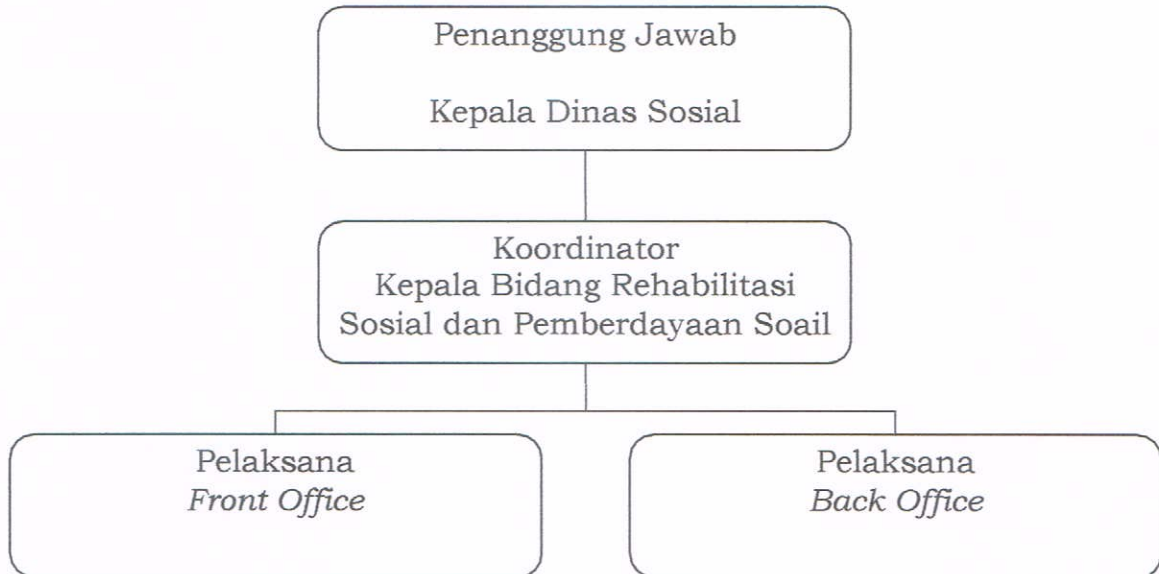 Penanggung Jawab
Kepala Dinas Sosial
Koordinator
Kepala Bidang Rehabilitasi
Sosial dan Pemberdayaan Soail
Pelaksana
Front Office
Pelaksana
Back Office